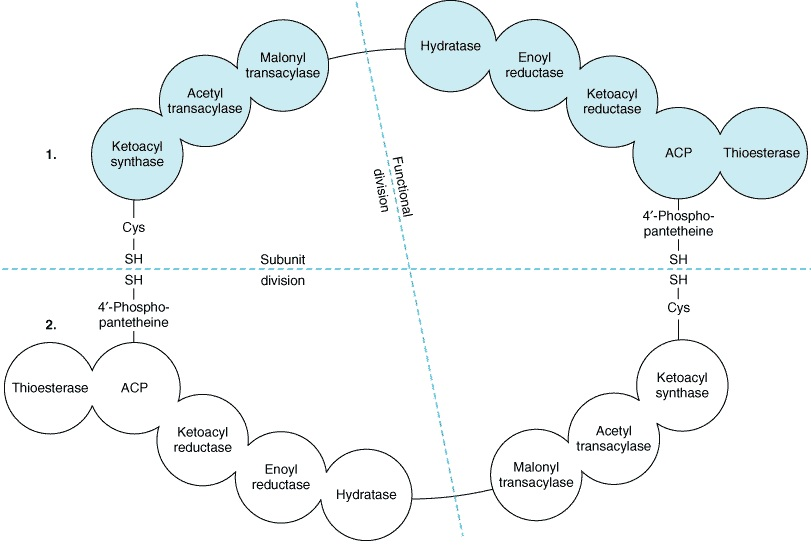 Malonyl
transacylase
Acetyl
transacylase
Ketoacyl
synthase
1.
Hydratase
Enoyl
reductase
Ketoacyl
reductase
ACP
Thioesterase
Functional
division
Cys
SH
4′-Phospho-
pantetheine
SH
Subunit
division
SH
4′-Phospho-
pantetheine
2.
SH
Cys
Thioesterase
ACP
Ketoacyl
reductase
Enoyl
reductase
Hydratase
Ketoacyl
synthase
Acetyl
transacylase
Malonyl
transacylase